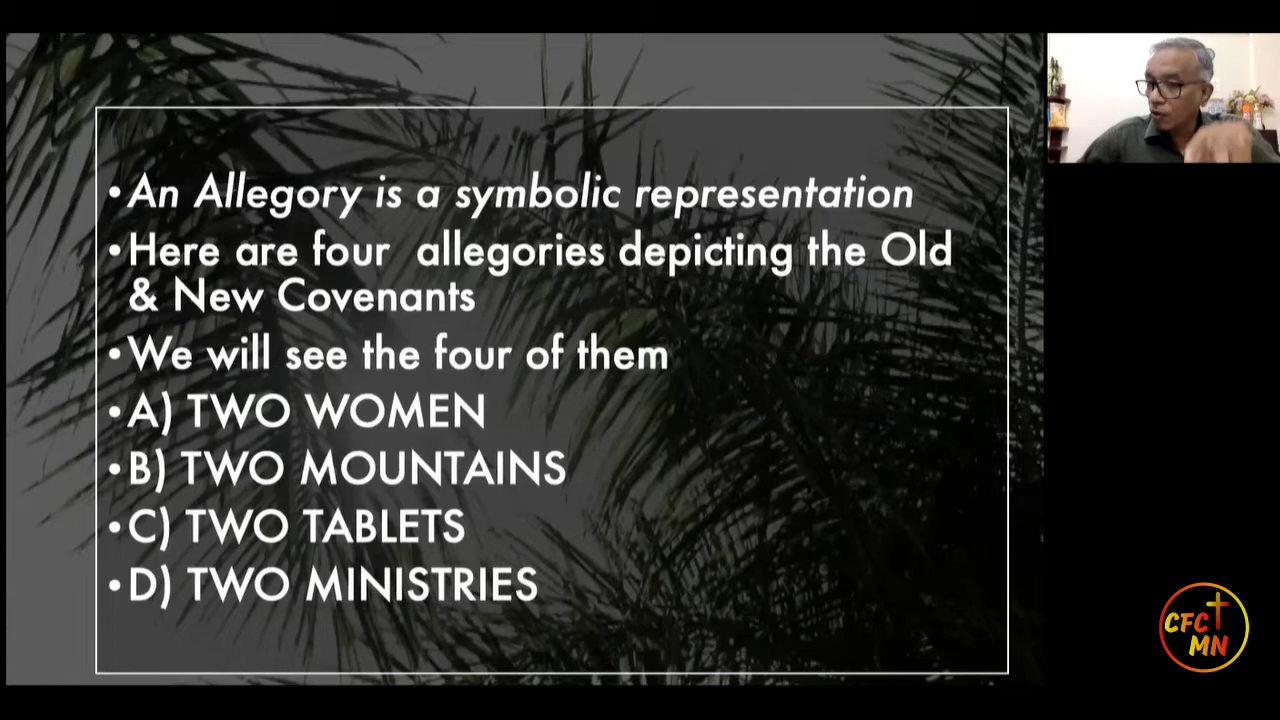 • An Allegory is a symbolic representation
• Here are four  allegories depicting the Old
& New Covenants
• We will see the four of them
• A) TWO WOMEN
• B) TWO MOUNTAINS
• C) TWO TABLETS
• D) TWO MINISTRIES
CFC
MN